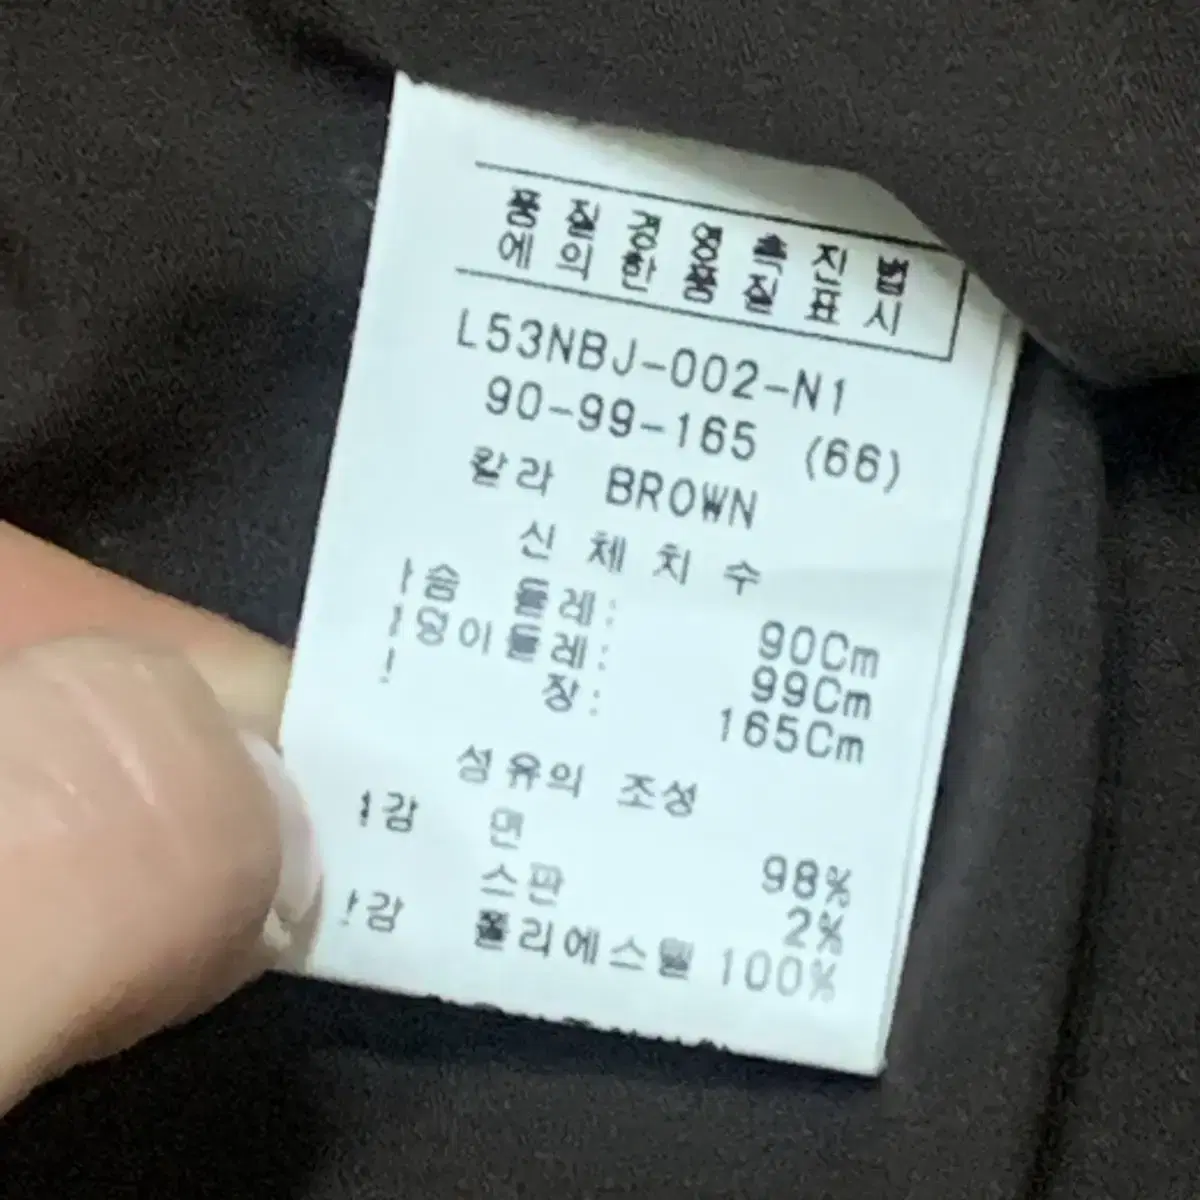 품질경영촉진법
에의한품질표시
L53NBJ-002-N1
90-99-165 (66)
칼라 BROWN
신체치수
슴 둘레: 90Cm
덩이둘레: 99Cm
장: 165Cm
섬유의 조성
감 면 98%
스판 2%
감 폴리에스텔 100%